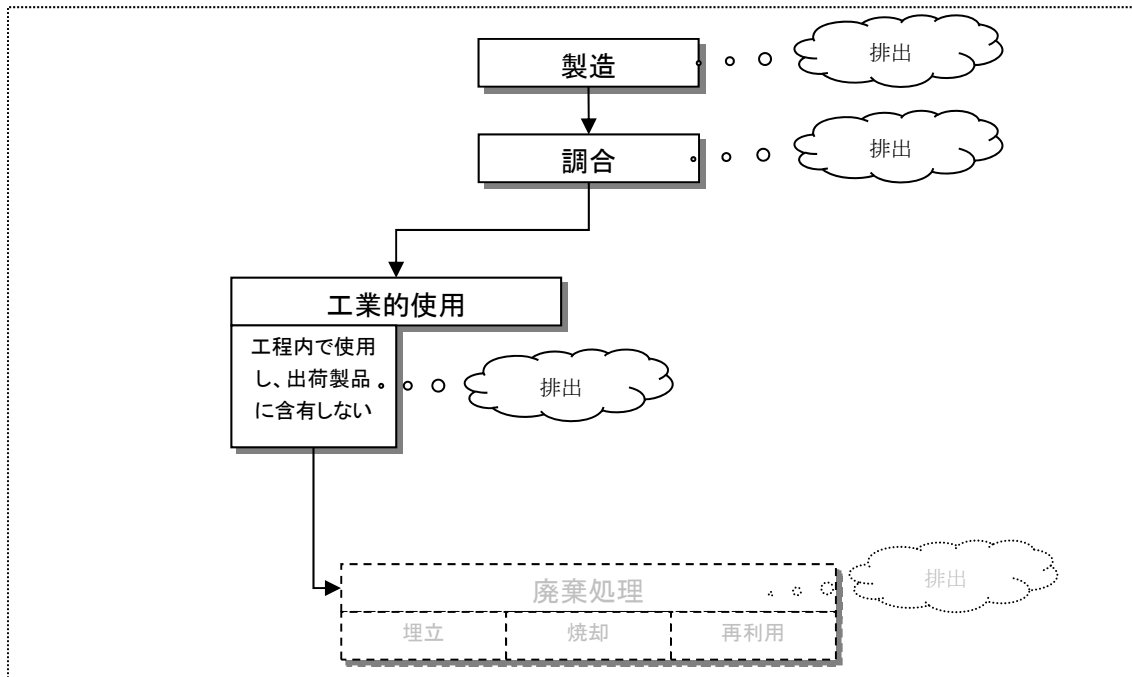 製造
排出
調合
排出
工業的使用
工程内で使用
し、出荷製品
に含有しない
排出
廃棄処理
排出
埋立
焼却
再利用